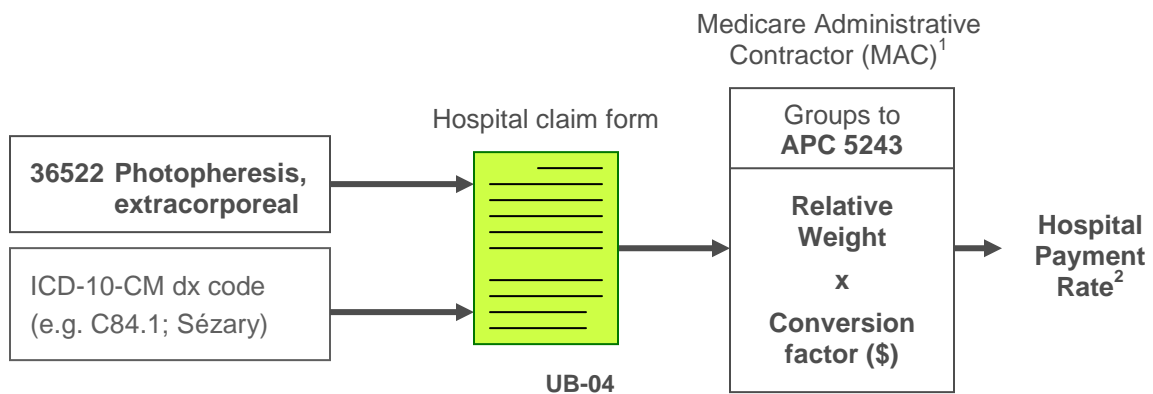 Medicare Administrative
Contractor (MAC)1
Hospital claim form
36522 Photopheresis,
extracorporeal
ICD-10-CM dx code
(e.g. C84.1; Sézary)
UB-04
Groups to
APC 5243
Relative
Weight
x
Conversion
factor ($)
Hospital
Payment
Rate2